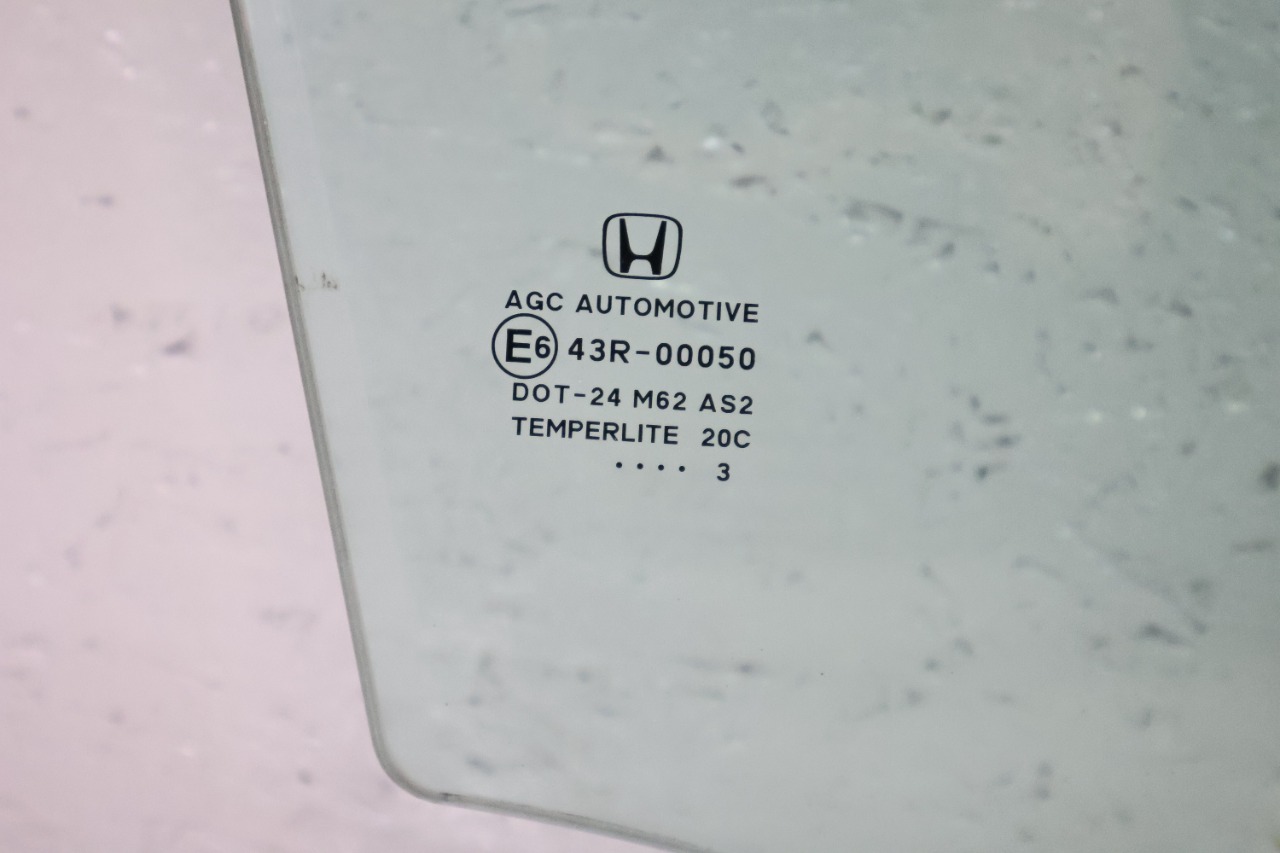 AGC AUTOMOTIVE
E6 43R-00050
DOT-24 M62 AS2
TEMPERLITE 20C
.... 3